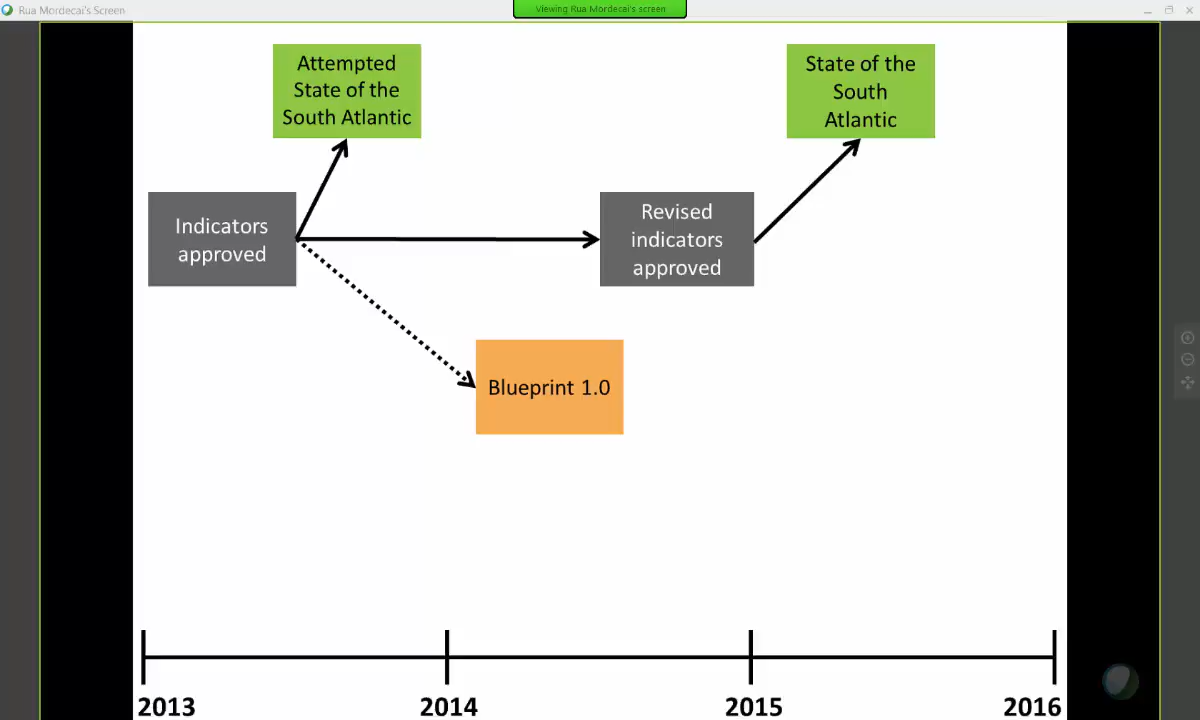 Rua Mordecai's Screen
Viewing Rua Mordecai's screen
Attempted
State of the
South Atlantic
State of the
South
Atlantic
Indicators
approved
Revised
indicators
approved
Blueprint 1.0
2013
2014
2015
2016